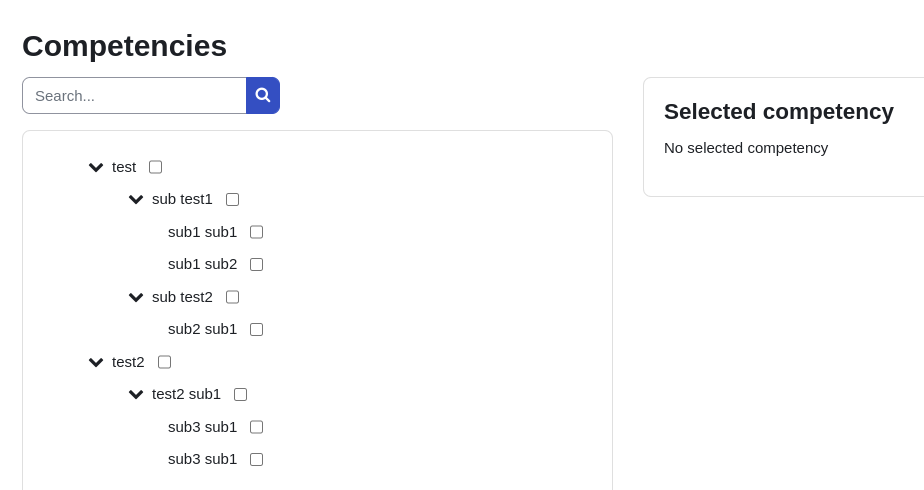 Competencies
Search...
Selected competency
No selected competency
test
sub test1
sub1 sub1
sub1 sub2
sub test2
sub2 sub1
test2
test2 sub1
sub3 sub1
sub3 sub1